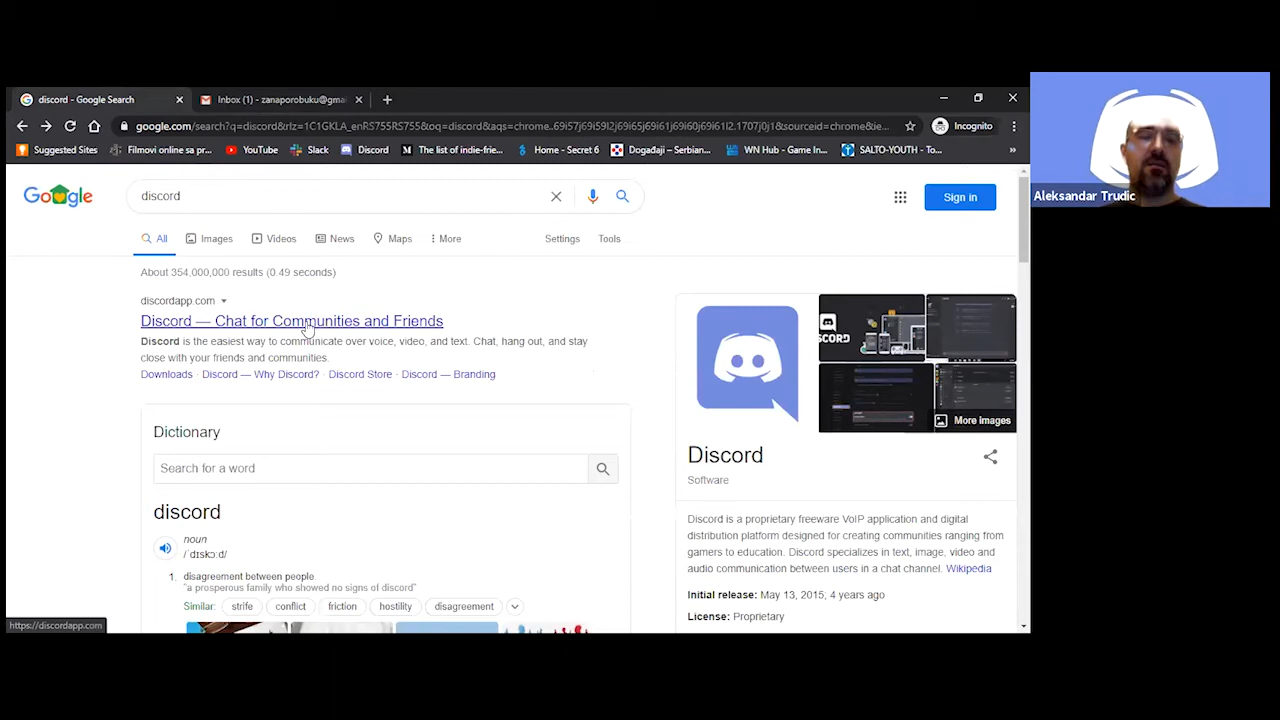 discord - Google Search
Inbox (1) - zanaporobuku@gmai
google.com/search?q=discord&rlz=1C1GKLA_enRS755RS755&oq=discord&aqs=chrome..69i57j69i59l2j69i65j69i61j69i60j69i61l2.1707j0j1&sourceid=chrome&ie...
Incognito
Suggested Sites
Filmovi online sa pr...
YouTube
Slack
Discord
The list of indie-frie...
Home - Secret 6
Događaji – Serbian...
WN Hub - Game In...
SALTO-YOUTH - To...
»
Google
discord
Sign in
All
Images
Videos
News
Maps
More
Settings
Tools
About 354,000,000 results (0.49 seconds)
discordapp.com
Discord — Chat for Communities and Friends
Discord is the easiest way to communicate over voice, video, and text. Chat, hang out, and stay
close with your friends and communities.
Downloads · Discord — Why Discord? · Discord Store · Discord — Branding
Dictionary
Search for a word
discord
noun
/ˈdɪskɔːd/
1. disagreement between people.
"a prosperous family who showed no signs of discord"
Similar:
strife
conflict
friction
hostility
disagreement
https://discordapp.com
More images
Discord
Software
Discord is a proprietary freeware VoIP application and digital
distribution platform designed for creating communities ranging from
gamers to education. Discord specializes in text, image, video and
audio communication between users in a chat channel. Wikipedia
Initial release: May 13, 2015; 4 years ago
License: Proprietary
Aleksandar Trudic